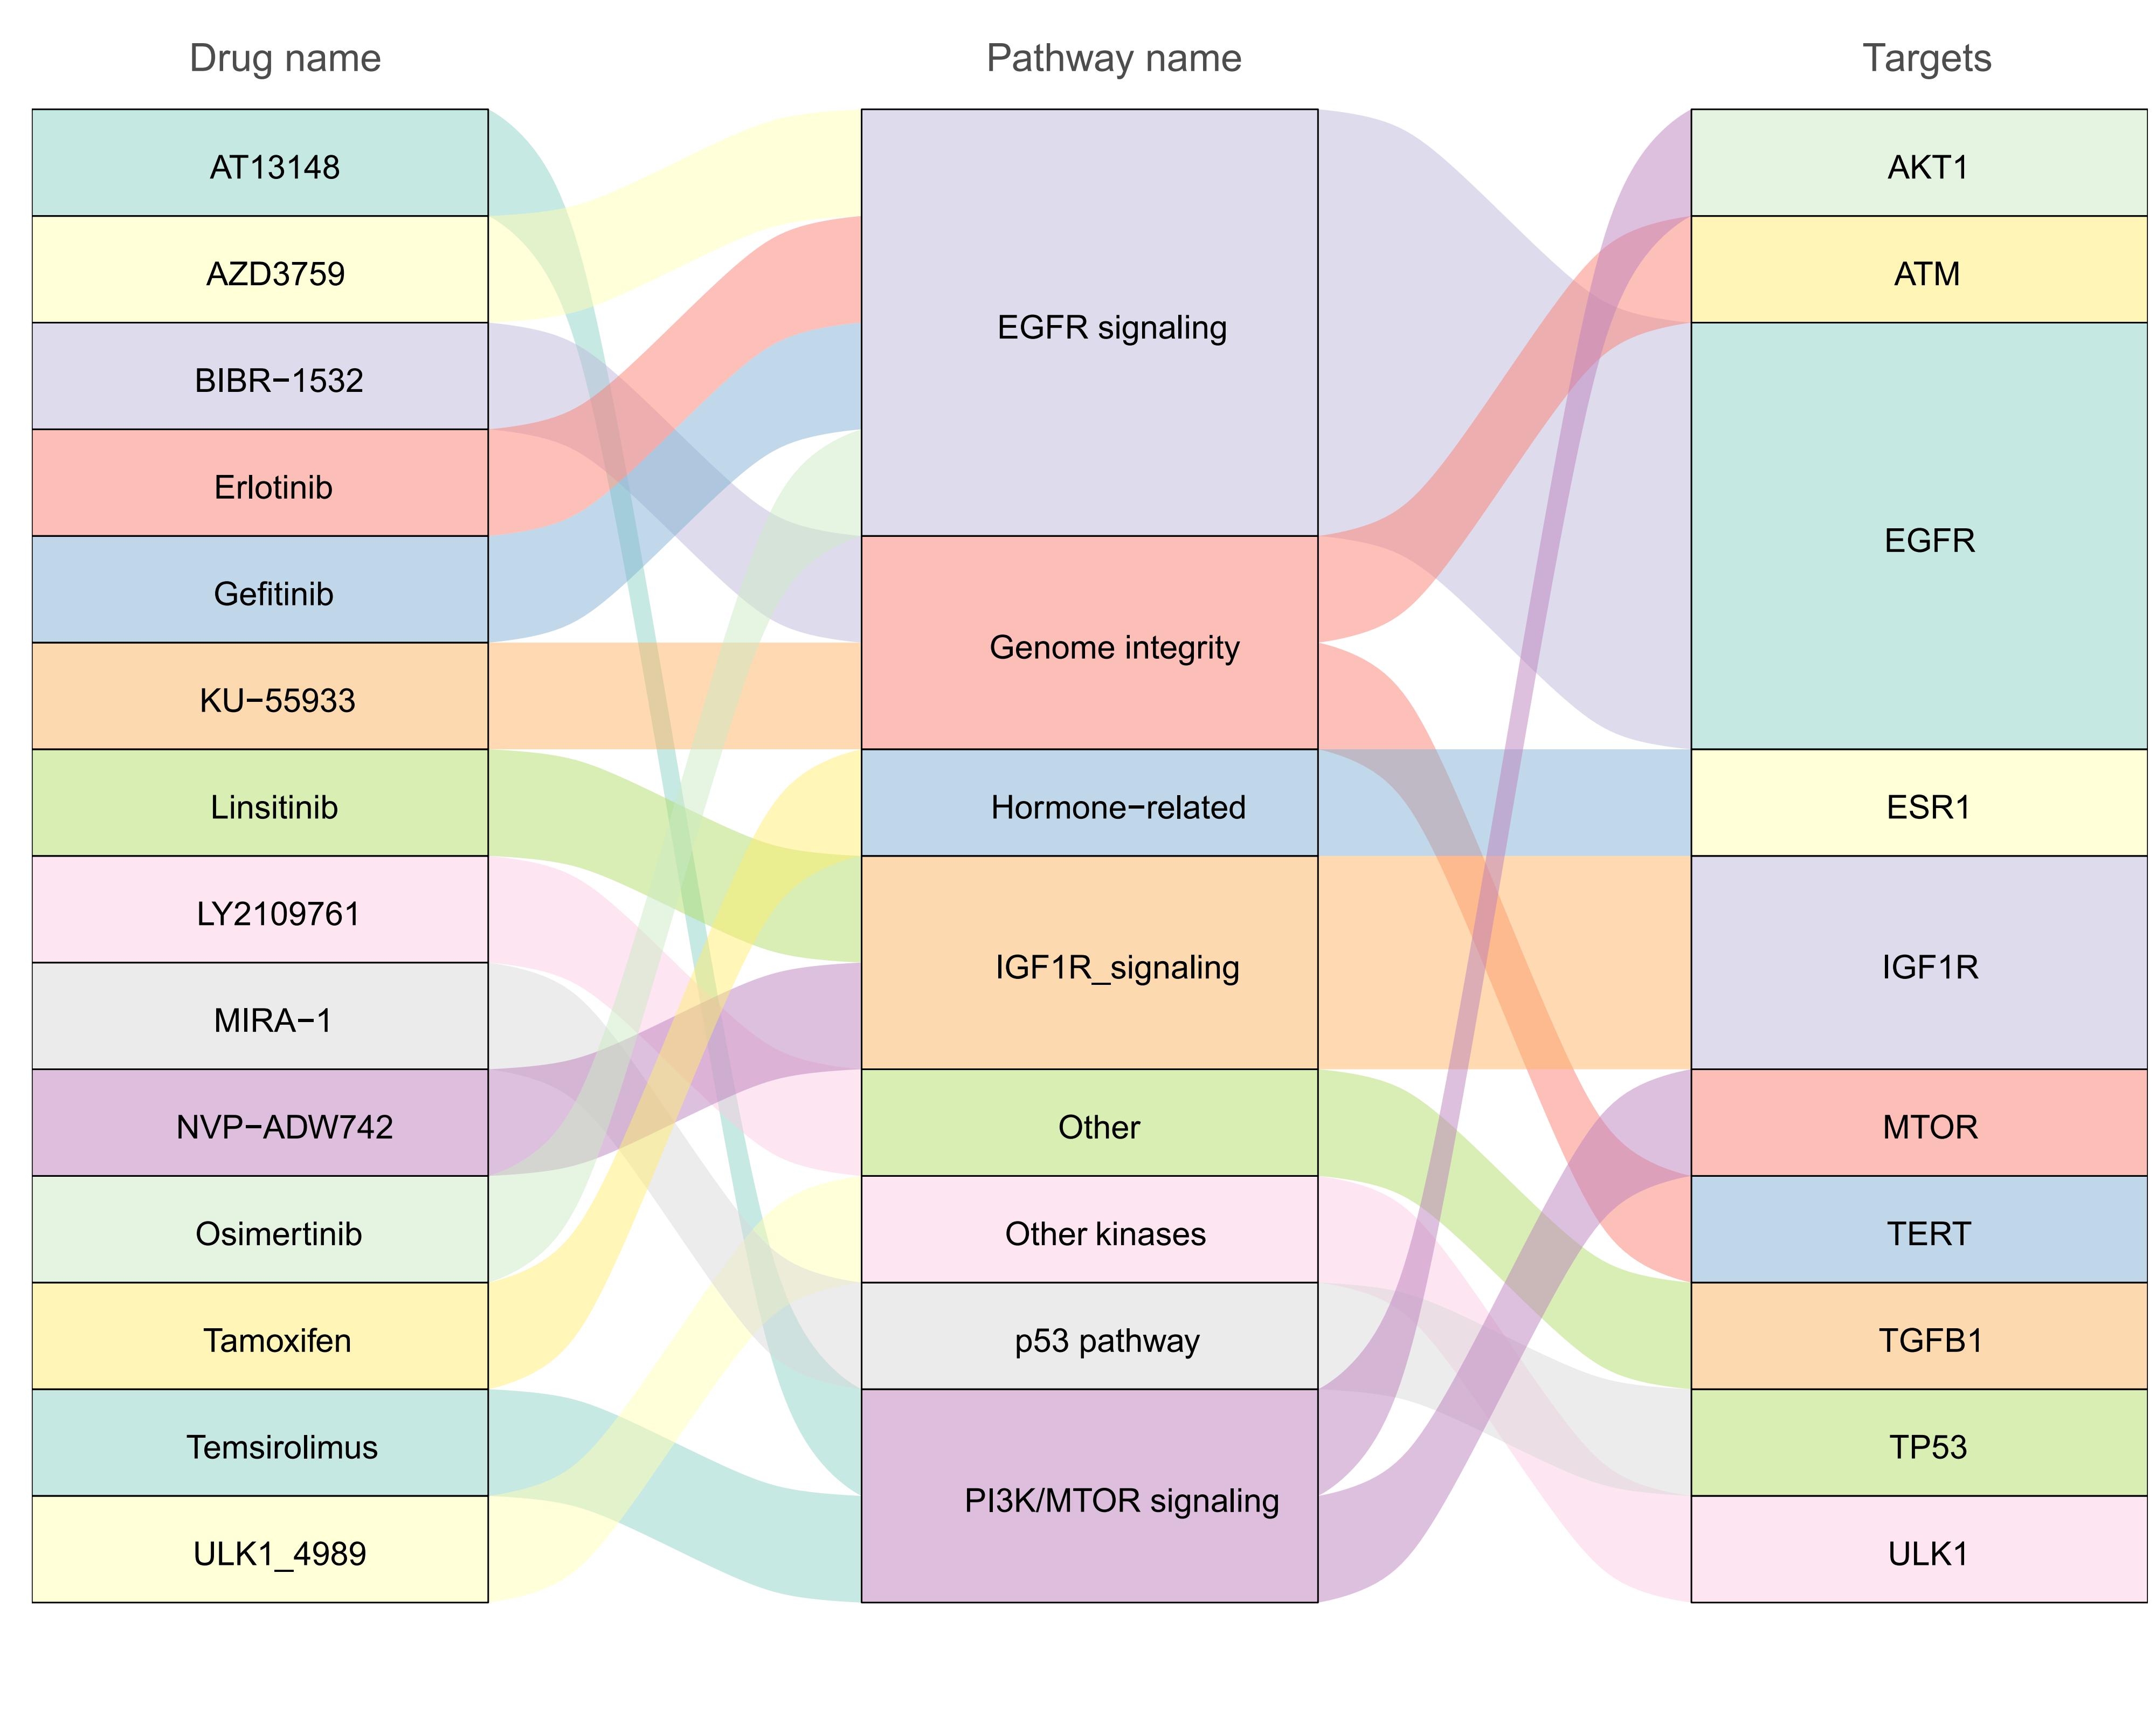 Drug name
Pathway name
Targets
AT13148
AZD3759
BIBR−1532
Erlotinib
Gefitinib
KU−55933
Linsitinib
LY2109761
MIRA−1
NVP−ADW742
Osimertinib
Tamoxifen
Temsirolimus
ULK1_4989
EGFR signaling
Genome integrity
Hormone−related
IGF1R_signaling
Other
Other kinases
p53 pathway
PI3K/MTOR signaling
AKT1
ATM
EGFR
ESR1
IGF1R
MTOR
TERT
TGFB1
TP53
ULK1